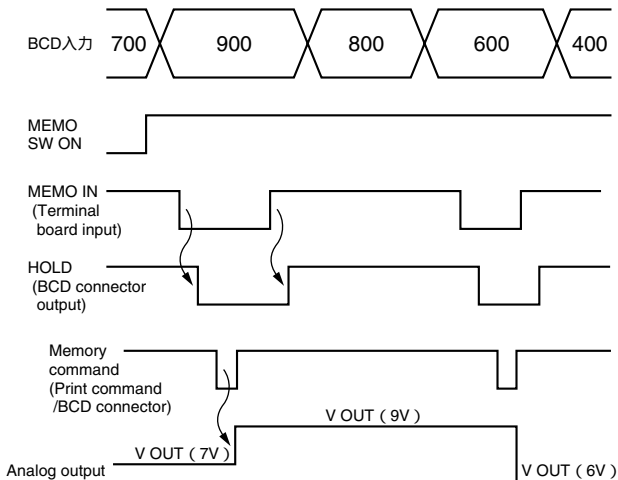 BCD入力 700 900 800 600 400
MEMO
SW ON
MEMO IN
(Terminal
board input)
HOLD
(BCD connector
output)
Memory
command
(Print command
/BCD connector)
V OUT（9V）
V OUT（7V）
Analog output
V OUT（6V）